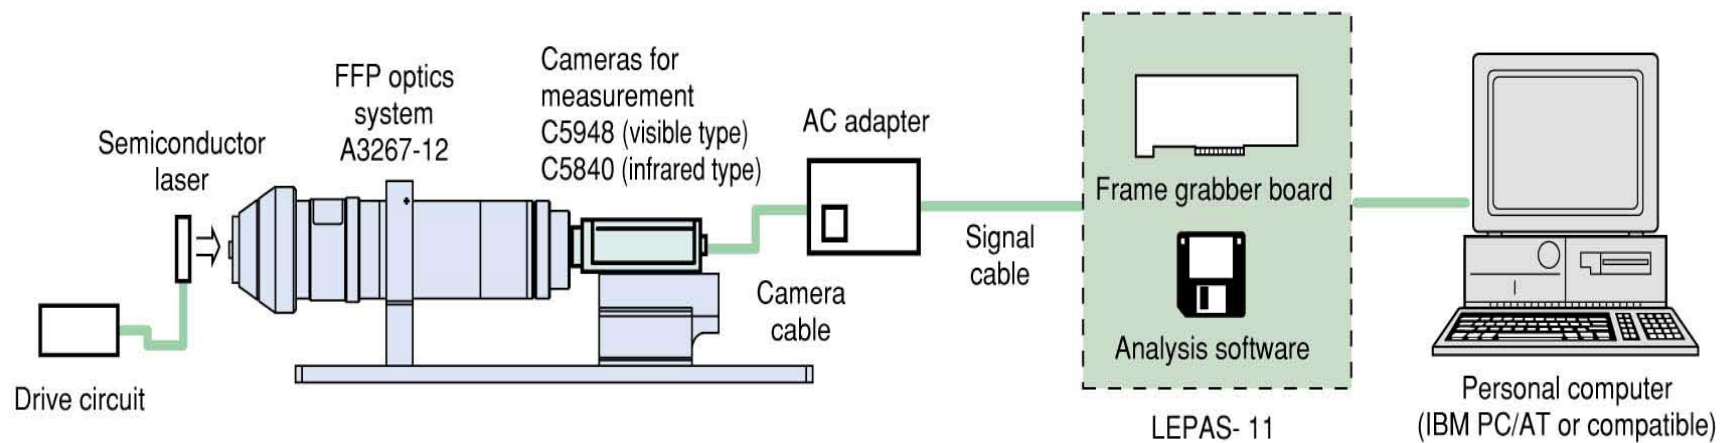 Drive circuit
Semiconductor
laser
FFP optics
system
A3267-12
Cameras for
measurement
C5948 (visible type)
C5840 (infrared type)
Camera
cable
AC adapter
Signal
cable
Frame grabber board
Analysis software
LEPAS- 11
Personal computer
(IBM PC/AT or compatible)